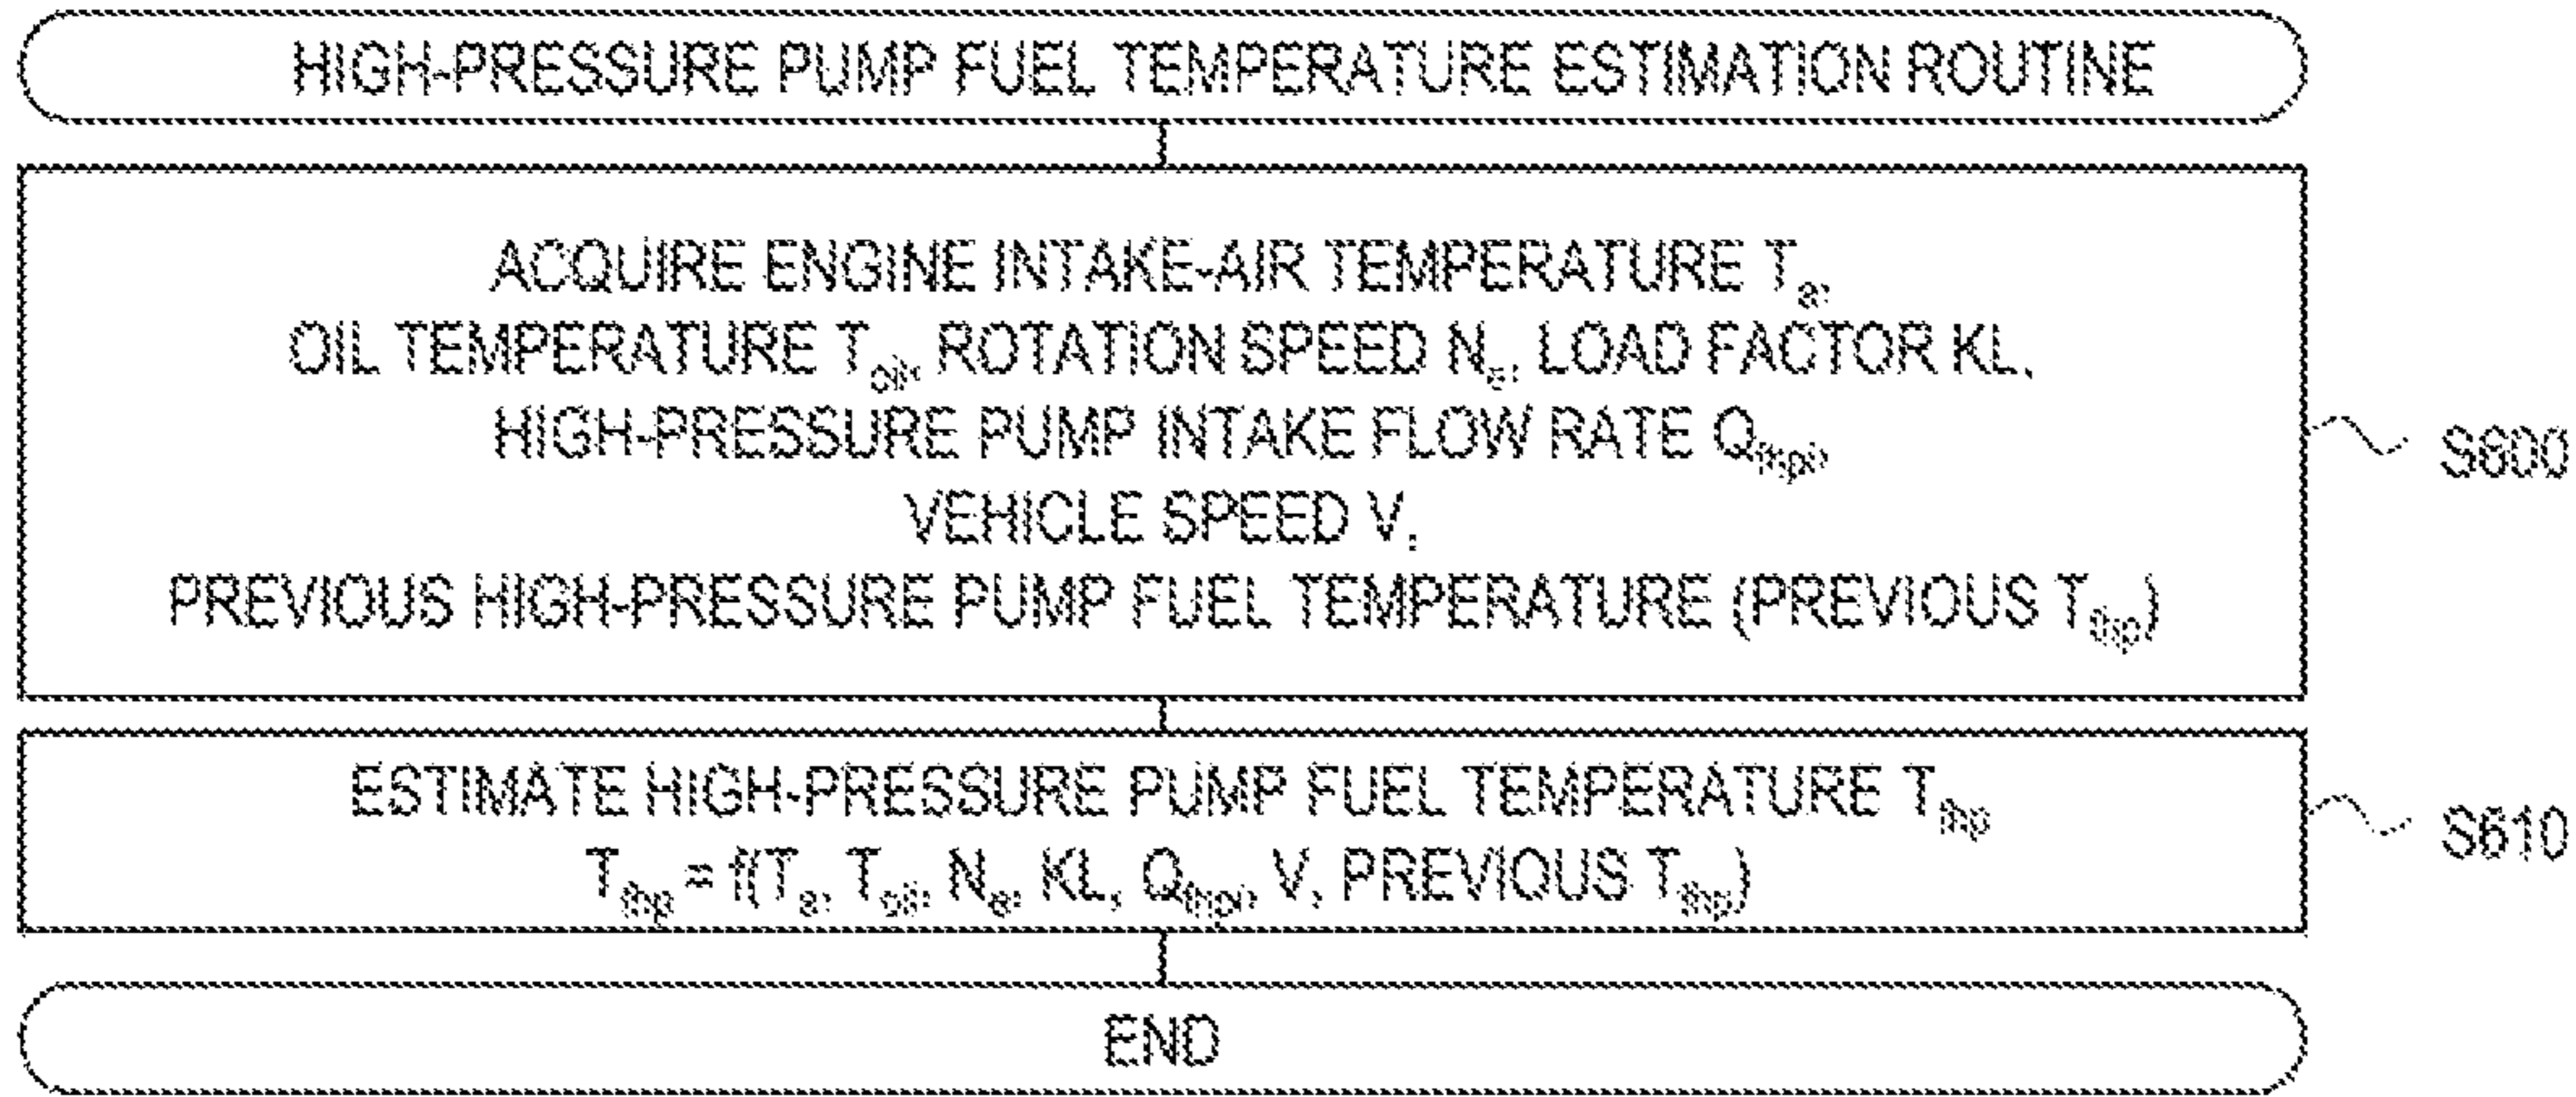 HIGH-PRESSURE PUMP FUEL TEMPERATURE ESTIMATION ROUTINE
ACQUIRE ENGINE INTAKE-AIR TEMPERATURE Ta,
OIL TEMPERATURE Toil, ROTATION SPEED Ne, LOAD FACTOR KL,
HIGH-PRESSURE PUMP INTAKE FLOW RATE Qfhpi,
VEHICLE SPEED V,
PREVIOUS HIGH-PRESSURE PUMP FUEL TEMPERATURE (PREVIOUS Tfhp)
S600
ESTIMATE HIGH-PRESSURE PUMP FUEL TEMPERATURE Tfhp
Tfhp = f(Ta, Toil, Ne, KL, Qfhpi, V, PREVIOUS Tfhp)
S610
END